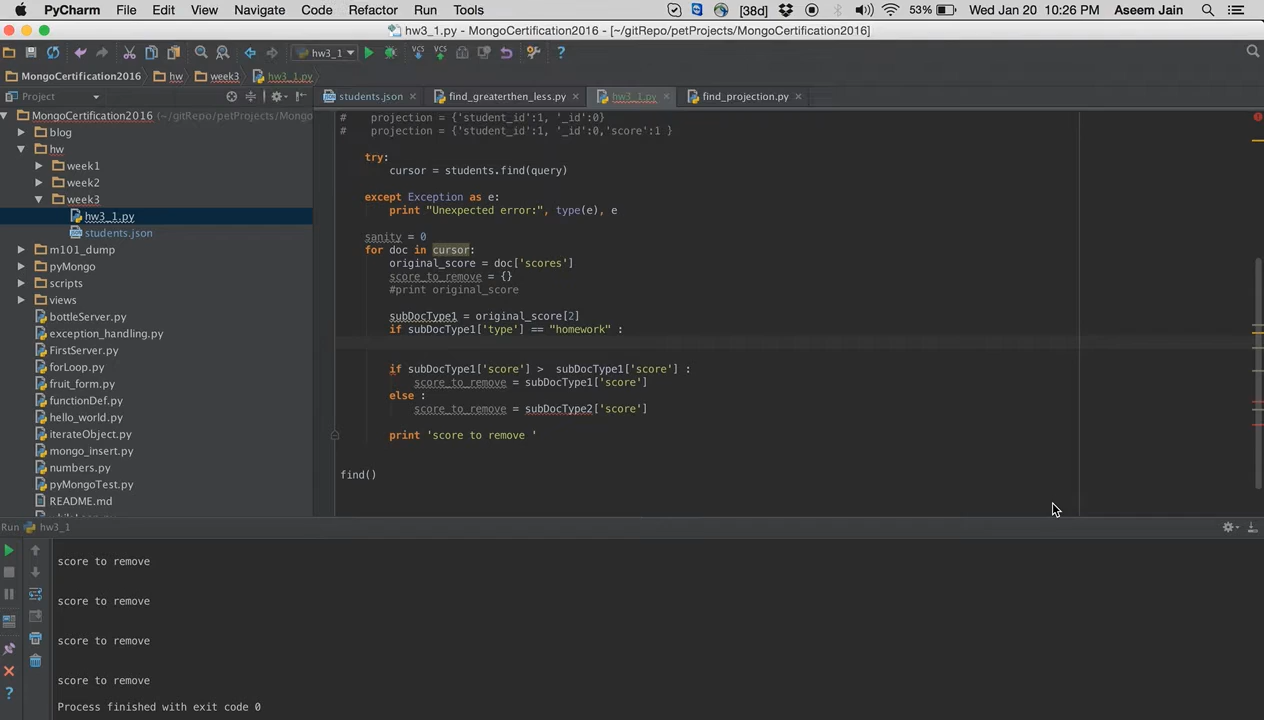 PyCharm File Edit View Navigate Code Refactor Run Tools [38d] 53% Wed Jan 20 10:26 PM Aseem Jain
hw3_1.py - MongoCertification2016 - [~/gitRepo/petProjects/MongoCertification2016]
hw3_1 VCS VCS ?
MongoCertification2016 hw week3 hw3_1.py
Project students.json find_greaterthen_less.py hw3_1.py find_projection.py
MongoCertification2016 (~/gitRepo/petProjects/Mongo
blog
hw
week1
week2
week3
hw3_1.py
students.json
m101_dump
pyMongo
scripts
views
bottleServer.py
exception_handling.py
FirstServer.py
forLoop.py
fruit_form.py
functionDef.py
hello_world.py
iterateObject.py
mongo_insert.py
numbers.py
pyMongoTest.py
README.md
# projection = {'student_id':1, '_id':0}
# projection = {'student_id':1, '_id':0,'score':1 }
try:
cursor = students.find(query)
except Exception as e:
print "Unexpected error:", type(e), e
sanity = 0
for doc in cursor:
original_score = doc['scores']
score_to_remove = {}
#print original_score
subDocType1 = original_score[2]
if subDocType1['type'] == "homework" :
if subDocType1['score'] >  subDocType1['score'] :
score_to_remove = subDocType1['score']
else :
score_to_remove = subDocType2['score']
print 'score to remove '
find()
Run hw3_1
score to remove
score to remove
score to remove
score to remove
Process finished with exit code 0
?